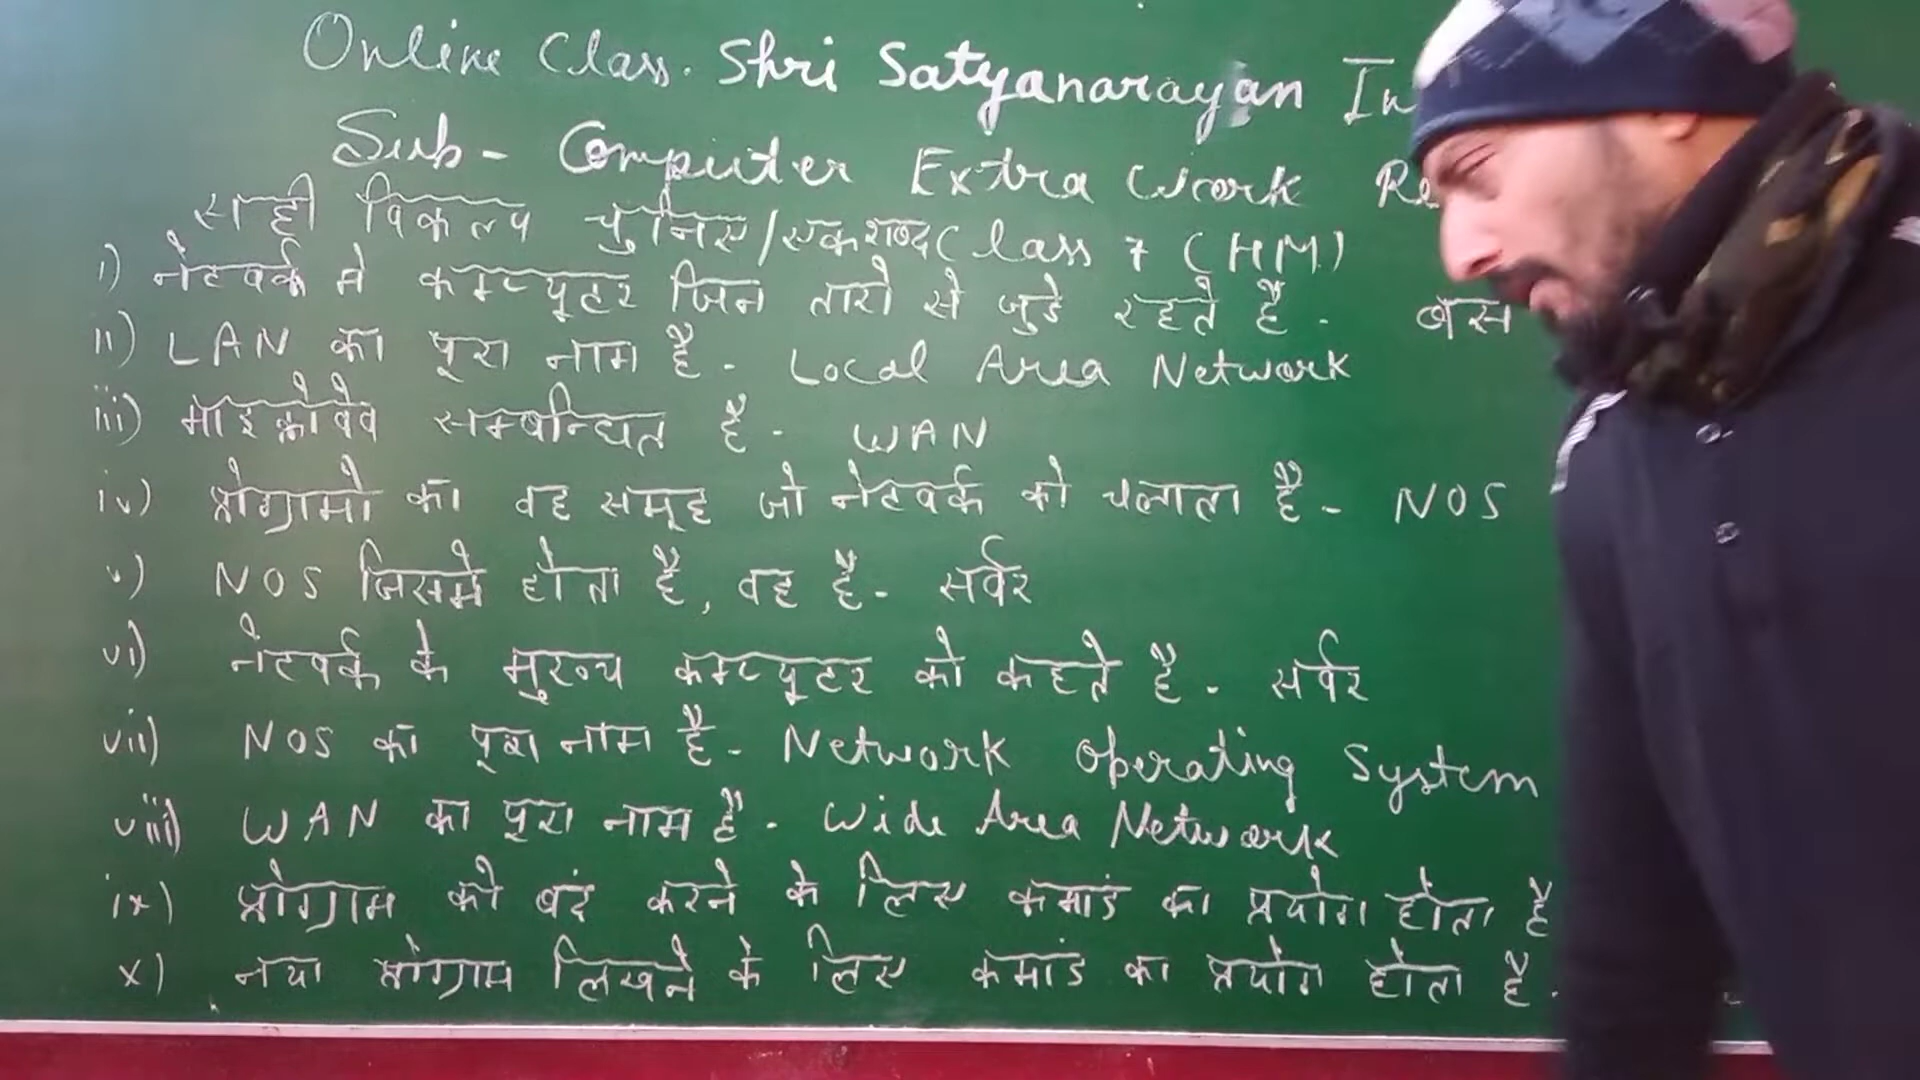 Online Class. Shri Satyanarayan In
Sub - Computer Extra Work Re
सही विकल्प चुनिए/एक शब्द Class 7 (HM)
i) नेटवर्क मे कम्प्यूटर जिन तारो से जुडे रहते है - बस
ii) LAN का पूरा नाम है - Local Area Network
iii) माइक्रोवेव सम्बन्धित है - WAN
iv) प्रोग्रामो का वह समूह जो नेटवर्क को चलाता है - NOS
v) NOS जिसमे होता है, वह है - सर्वर
vi) नेटवर्क के मुख्य कम्प्यूटर को कहते है - सर्वर
vii) NOS का पूरा नाम है - Network Operating System
viii) WAN का पूरा नाम है - Wide Area Network
ix) प्रोग्राम को बंद करने के लिए कमांड का प्रयोग होता है
x) नया प्रोग्राम लिखने के लिए कमांड का प्रयोग होता है -